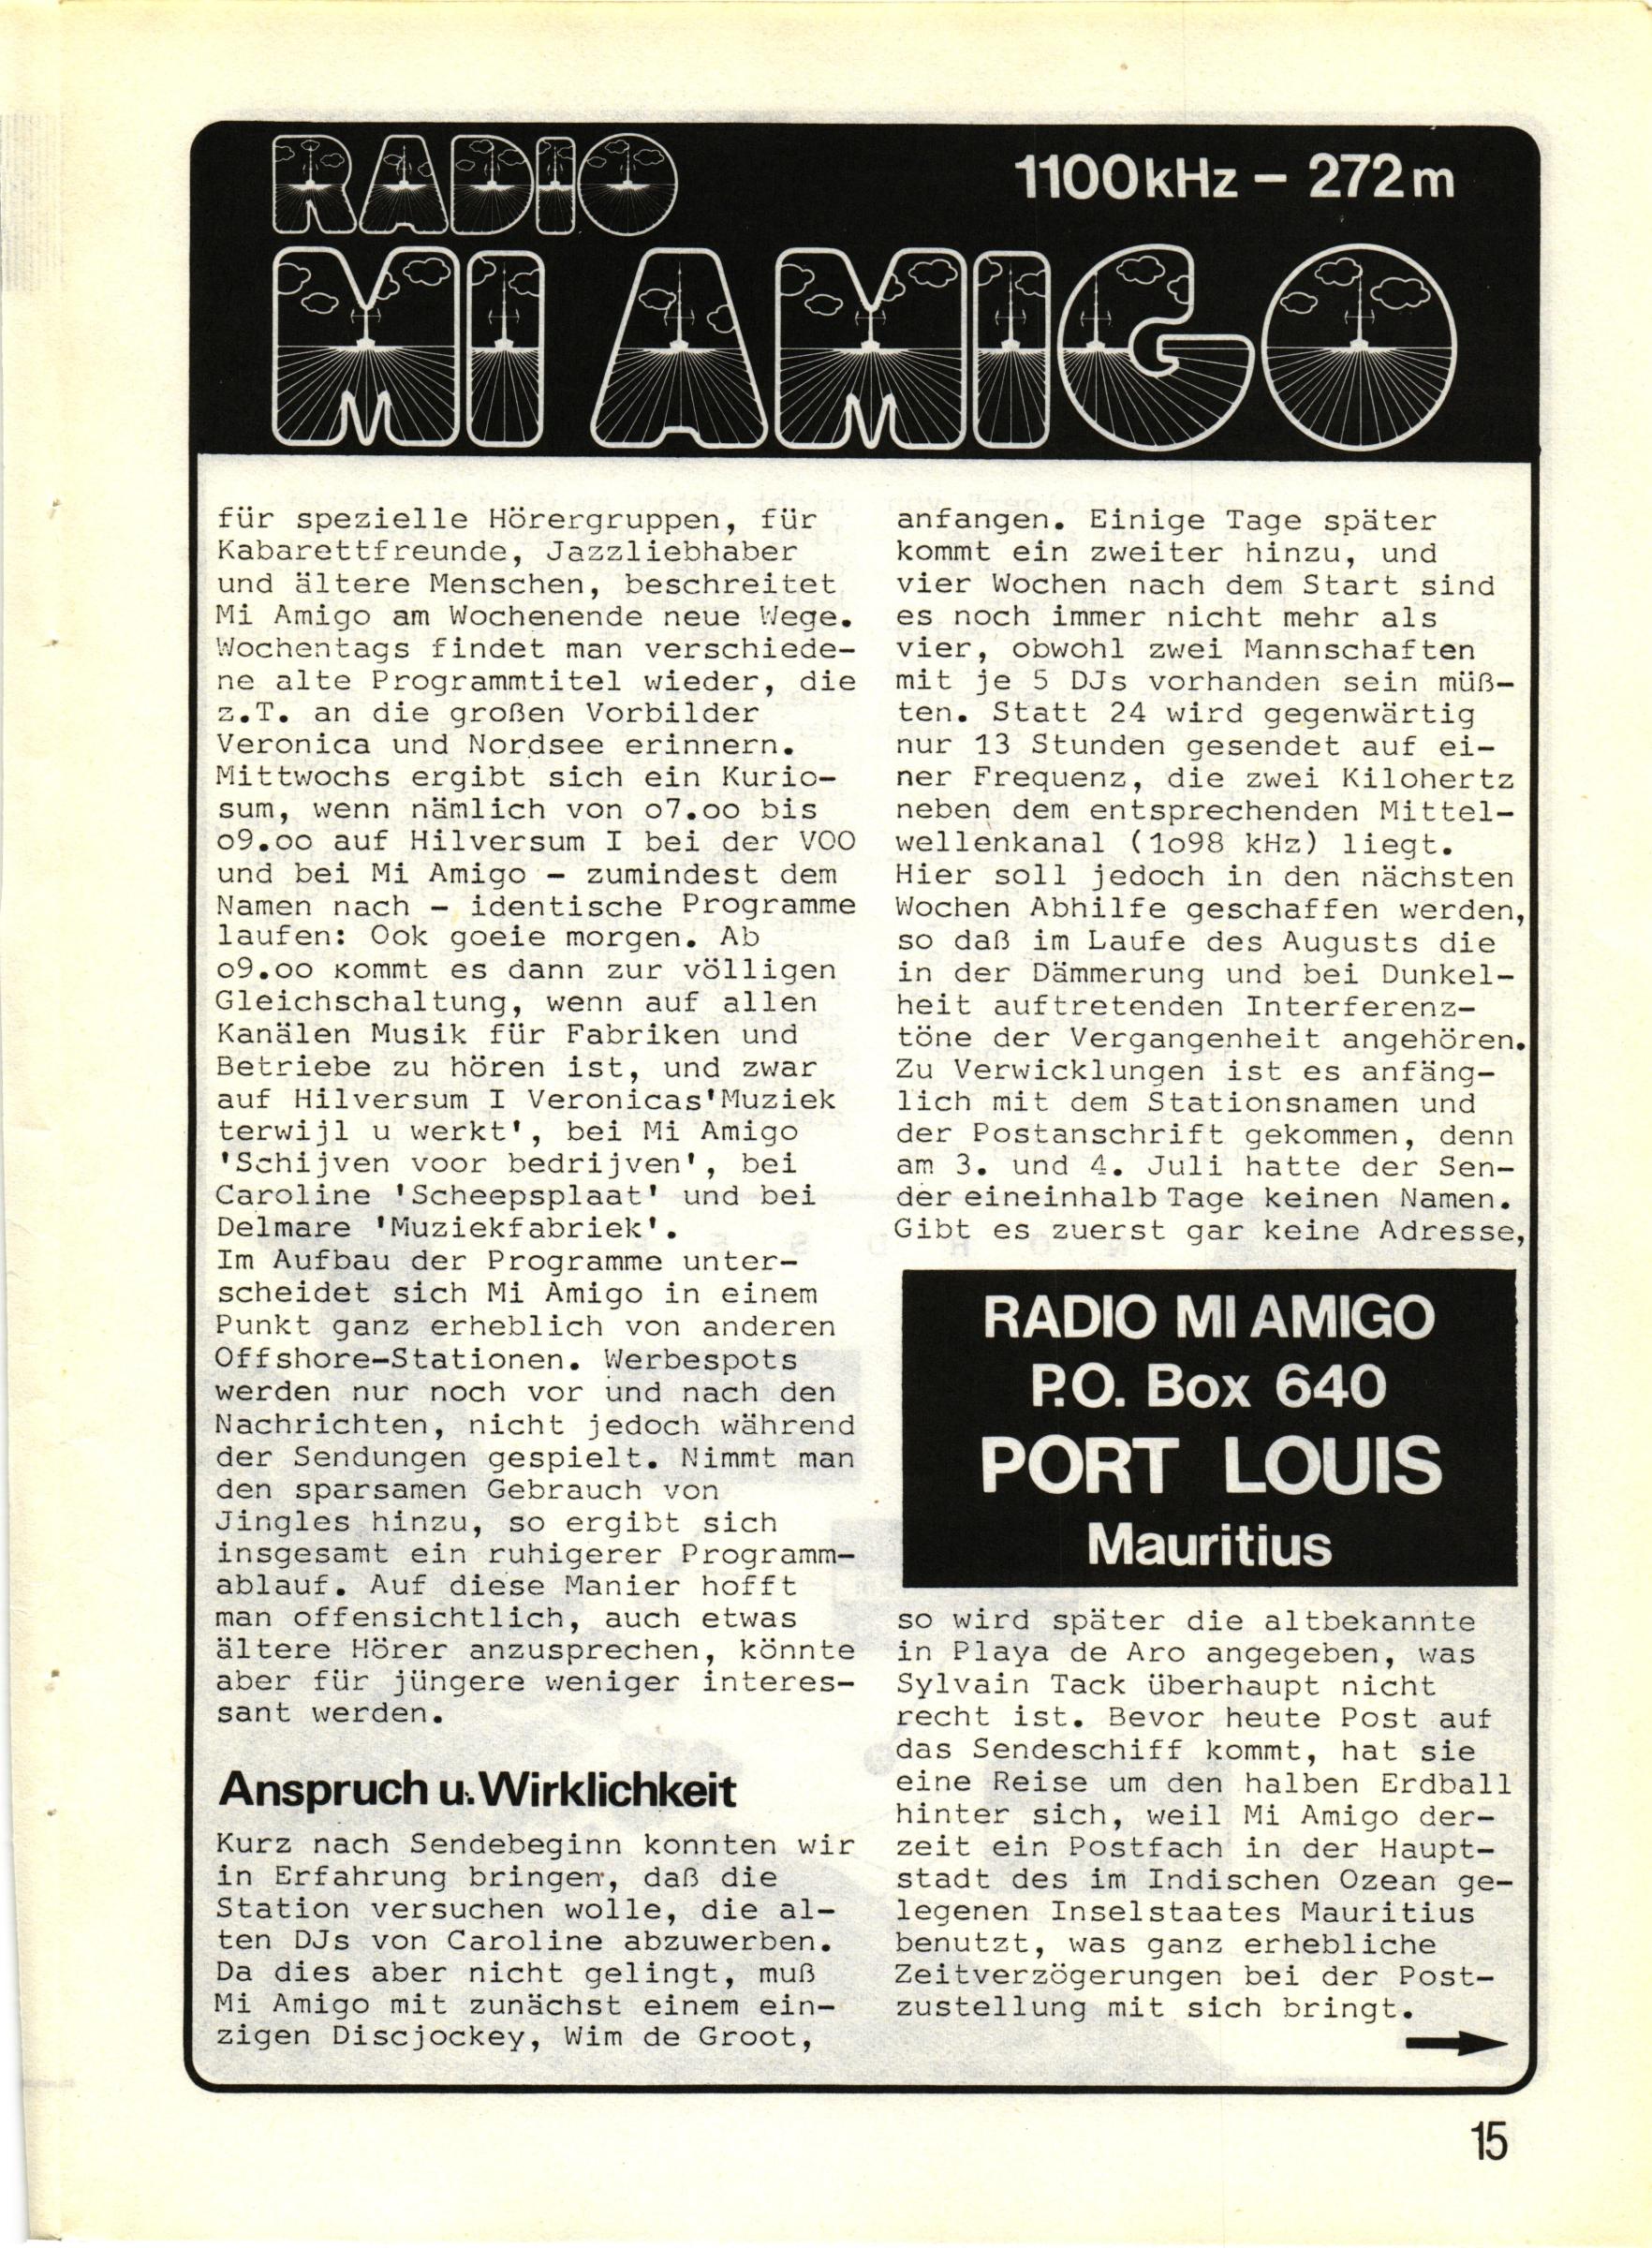 RADIO
1100kHz – 272m
MI AMIGO
für spezielle Hörergruppen, für
Kabarettfreunde, Jazzliebhaber
und ältere Menschen, beschreitet
Mi Amigo am Wochenende neue Wege.
Wochentags findet man verschiede-
ne alte Programmtitel wieder, die
z.T. an die großen Vorbilder
Veronica und Nordsee erinnern.
Mittwochs ergibt sich ein Kurio-
sum, wenn nämlich von o7.oo bis
o9.oo auf Hilversum I bei der VOO
und bei Mi Amigo – zumindest dem
Namen nach – identische Programme
laufen: Ook goeie morgen. Ab
o9.oo kommt es dann zur völligen
Gleichschaltung, wenn auf allen
Kanälen Musik für Fabriken und
Betriebe zu hören ist, und zwar
auf Hilversum I Veronicas'Muziek
terwijl u werkt', bei Mi Amigo
'Schijven voor bedrijven', bei
Caroline 'Scheepsplaat' und bei
Delmare 'Muziekfabriek'.
Im Aufbau der Programme unter-
scheidet sich Mi Amigo in einem
Punkt ganz erheblich von anderen
Offshore-Stationen. Werbespots
werden nur noch vor und nach den
Nachrichten, nicht jedoch während
der Sendungen gespielt. Nimmt man
den sparsamen Gebrauch von
Jingles hinzu, so ergibt sich
insgesamt ein ruhigerer Programm-
ablauf. Auf diese Manier hofft
man offensichtlich, auch etwas
ältere Hörer anzusprechen, könnte
aber für jüngere weniger interes-
sant werden.
Anspruch u. Wirklichkeit
Kurz nach Sendebeginn konnten wir
in Erfahrung bringen, daß die
Station versuchen wolle, die al-
ten DJs von Caroline abzuwerben.
Da dies aber nicht gelingt, muß
Mi Amigo mit zunächst einem ein-
zigen Discjockey, Wim de Groot,
anfangen. Einige Tage später
kommt ein zweiter hinzu, und
vier Wochen nach dem Start sind
es noch immer nicht mehr als
vier, obwohl zwei Mannschaften
mit je 5 DJs vorhanden sein müß-
ten. Statt 24 wird gegenwärtig
nur 13 Stunden gesendet auf ei-
ner Frequenz, die zwei Kilohertz
neben dem entsprechenden Mittel-
wellenkanal (1o98 kHz) liegt.
Hier soll jedoch in den nächsten
Wochen Abhilfe geschaffen werden,
so daß im Laufe des Augusts die
in der Dämmerung und bei Dunkel-
heit auftretenden Interferenz-
töne der Vergangenheit angehören.
Zu Verwicklungen ist es anfäng-
lich mit dem Stationsnamen und
der Postanschrift gekommen, denn
am 3. und 4. Juli hatte der Sen-
der eineinhalb Tage keinen Namen.
Gibt es zuerst gar keine Adresse,
RADIO MI AMIGO
P.O. Box 640
PORT LOUIS
Mauritius
so wird später die altbekannte
in Playa de Aro angegeben, was
Sylvain Tack überhaupt nicht
recht ist. Bevor heute Post auf
das Sendeschiff kommt, hat sie
eine Reise um den halben Erdball
hinter sich, weil Mi Amigo der-
zeit ein Postfach in der Haupt-
stadt des im Indischen Ozean ge-
legenen Inselstaates Mauritius
benutzt, was ganz erhebliche
Zeitverzögerungen bei der Post-
zustellung mit sich bringt.
15